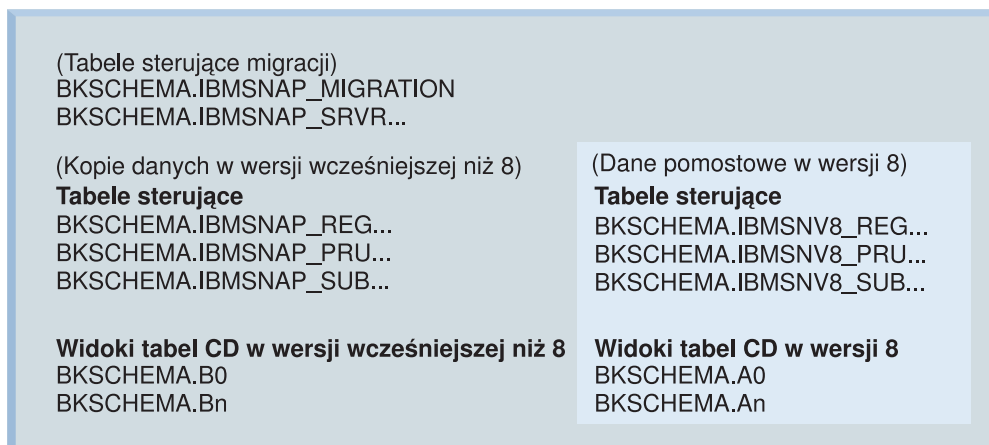 (Tabele sterujące migracji)
BKSCHEMA.IBMSNAP_MIGRATION
BKSCHEMA.IBMSNAP_SRVR...
(Kopie danych w wersji wcześniejszej niż 8)
Tabele sterujące
BKSCHEMA.IBMSNAP_REG...
BKSCHEMA.IBMSNAP_PRU...
BKSCHEMA.IBMSNAP_SUB...
Widoki tabel CD w wersji wcześniejszej niż 8
BKSCHEMA.B0
BKSCHEMA.Bn
(Dane pomostowe w wersji 8)
Tabele sterujące
BKSCHEMA.IBMSNV8_REG...
BKSCHEMA.IBMSNV8_PRU...
BKSCHEMA.IBMSNV8_SUB...
Widoki tabel CD w wersji 8
BKSCHEMA.A0
BKSCHEMA.An